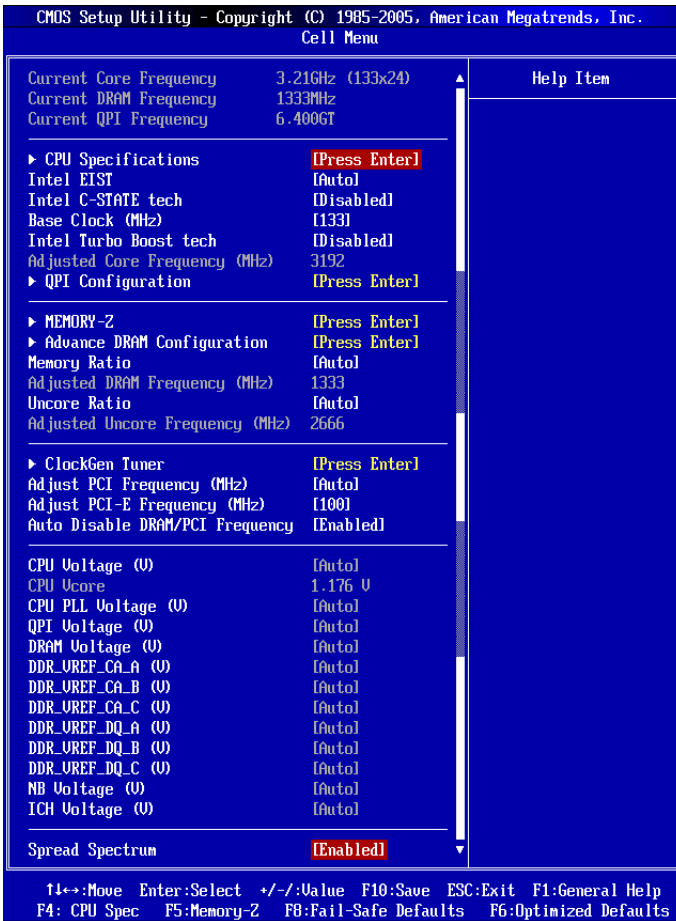 CMOS Setup Utility - Copyright (C) 1985-2005, American Megatrends, Inc.
Cell Menu
Current Core Frequency 3.21GHz (133x24)
Current DRAM Frequency 1333MHz
Current QPI Frequency 6.400GT
Help Item
▶ CPU Specifications [Press Enter]
Intel EIST [Auto]
Intel C-STATE tech [Disabled]
Base Clock (MHz) [133]
Intel Turbo Boost tech [Disabled]
Adjusted Core Frequency (MHz) 3192
▶ QPI Configuration [Press Enter]
▶ MEMORY-Z [Press Enter]
▶ Advance DRAM Configuration [Press Enter]
Memory Ratio [Auto]
Adjusted DRAM Frequency (MHz) 1333
Uncore Ratio [Auto]
Adjusted Uncore Frequency (MHz) 2666
▶ ClockGen Tuner [Press Enter]
Adjust PCI Frequency (MHz) [Auto]
Adjust PCI-E Frequency (MHz) [100]
Auto Disable DRAM/PCI Frequency [Enabled]
CPU Voltage (V) [Auto]
CPU Vcore 1.176 V
CPU PLL Voltage (V) [Auto]
QPI Voltage (V) [Auto]
DRAM Voltage (V) [Auto]
DDR_VREF_CA_A (V) [Auto]
DDR_VREF_CA_B (V) [Auto]
DDR_VREF_CA_C (V) [Auto]
DDR_VREF_DQ_A (V) [Auto]
DDR_VREF_DQ_B (V) [Auto]
DDR_VREF_DQ_C (V) [Auto]
NB Voltage (V) [Auto]
ICH Voltage (V) [Auto]
Spread Spectrum [Enabled]
↑↓↔:Move Enter:Select +/-/:Value F10:Save ESC:Exit F1:General Help
F4: CPU Spec F5:Memory-Z F8:Fail-Safe Defaults F6:Optimized Defaults